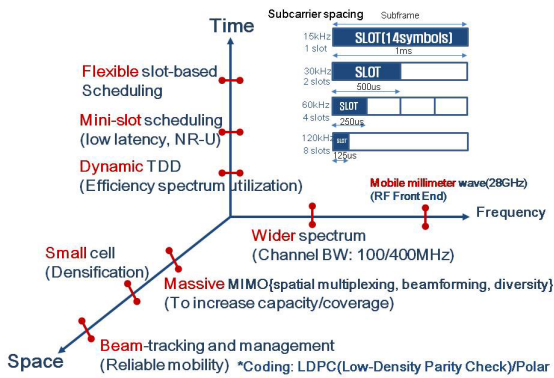 Subcarrier spacing
Subframe
Time
15kHz
1 slot
SLOT(14symbols)
1ms
30kHz
2 slots
SLOT
500us
60kHz
4 slots
SLOT
250us
120kHz
8 slots
SLOT
125us
Flexible slot-based
Scheduling
Mini-slot scheduling
(low latency, NR-U)
Dynamic TDD
(Efficiency spectrum utilization)
Mobile millimeter wave(28GHz)
(RF Front End)
Frequency
Wider spectrum
(Channel BW: 100/400MHz)
Small cell
(Densification)
Massive MIMO{spatial multiplexing, beamforming, diversity}
(To increase capacity/coverage)
Beam-tracking and management
(Reliable mobility)
Space
*Coding: LDPC(Low-Density Parity Check)/Polar